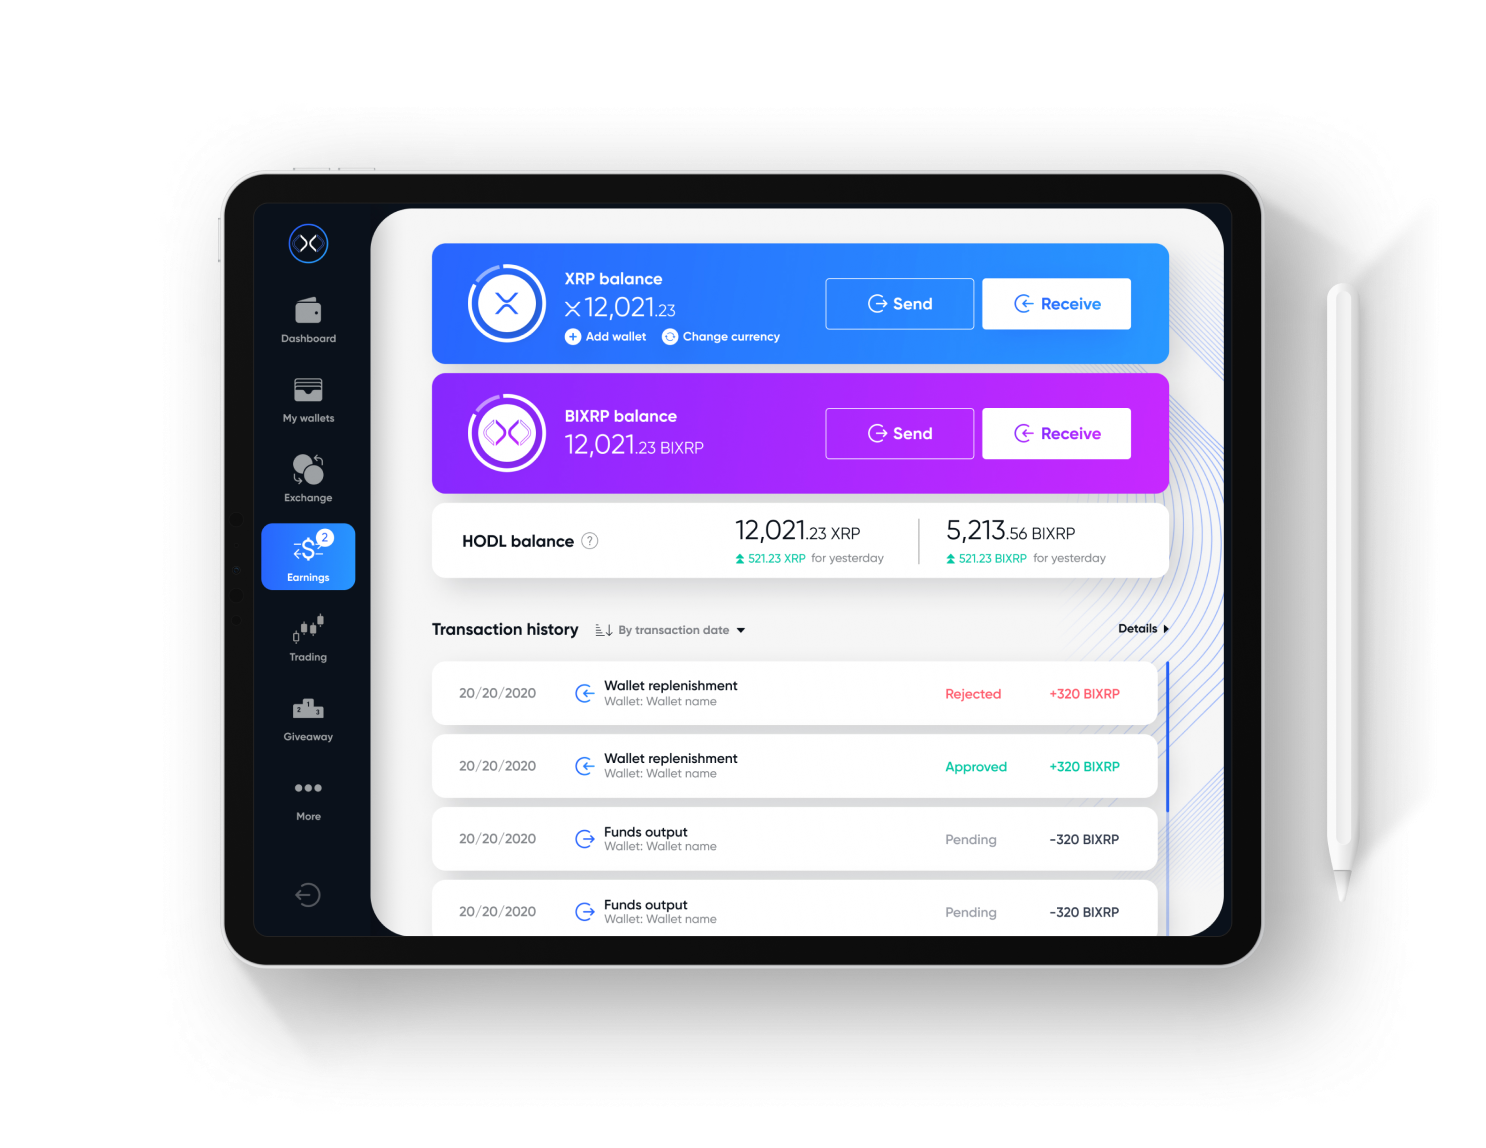 Dashboard
My wallets
Exchange
2
Earnings
Trading
2 1 3
Giveaway
More
XRP balance
12,021.23
Add wallet Change currency
Send
Receive
BIXRP balance
12,021.23 BIXRP
Send
Receive
HODL balance ?
12,021.23 XRP
521.23 XRP for yesterday
5,213.56 BIXRP
521.23 BIXRP for yesterday
Transaction history By transaction date
Details
20/20/2020 Wallet replenishment Rejected +320 BIXRP
Wallet: Wallet name
20/20/2020 Wallet replenishment Approved +320 BIXRP
Wallet: Wallet name
20/20/2020 Funds output Pending -320 BIXRP
Wallet: Wallet name
20/20/2020 Funds output Pending -320 BIXRP
Wallet: Wallet name